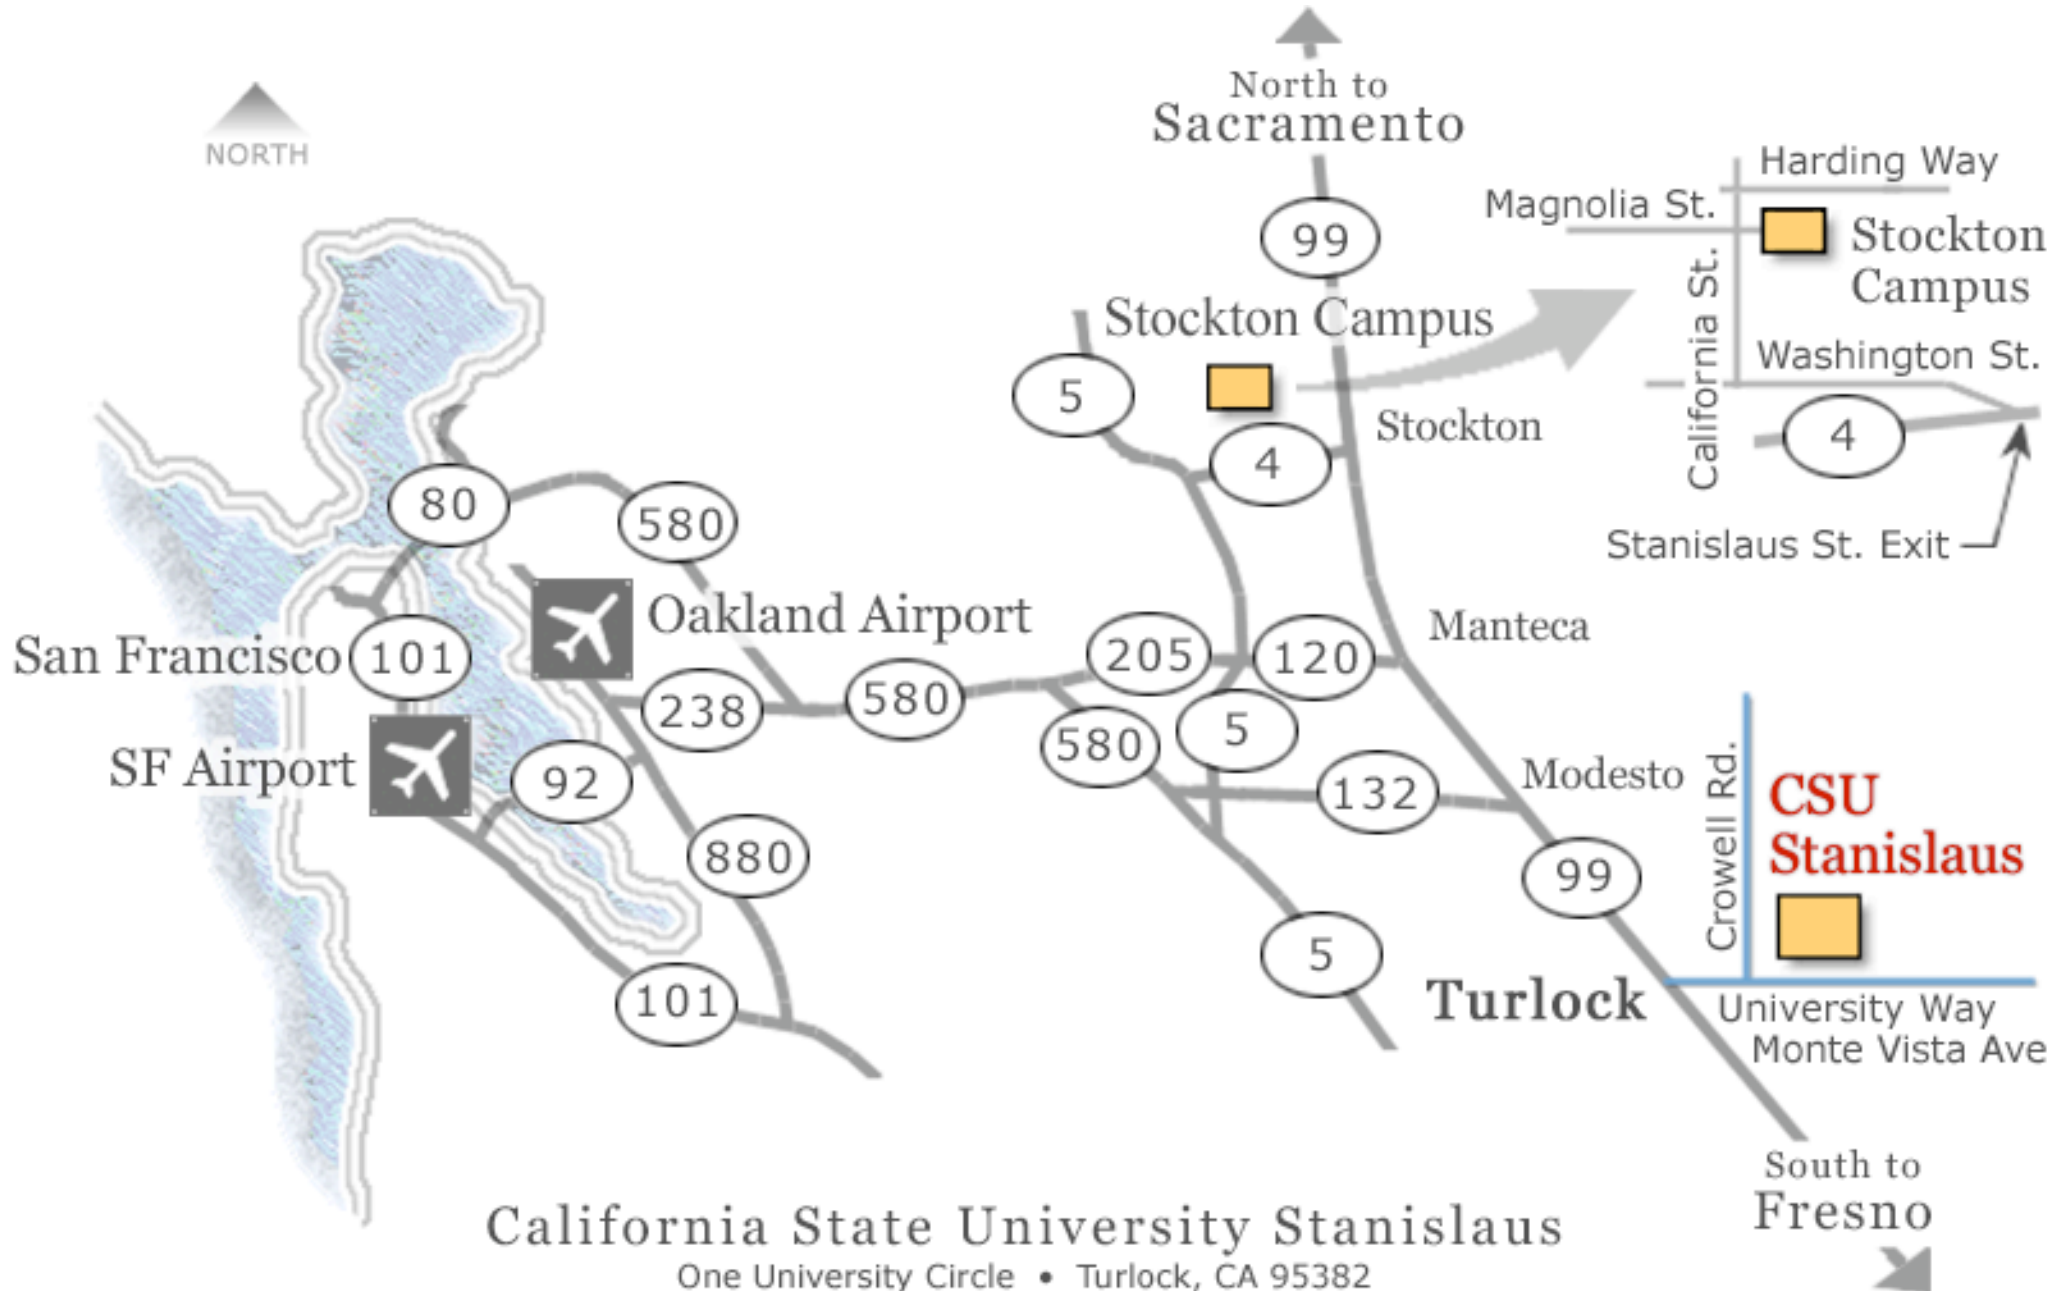 North to
Sacramento
NORTH
Harding Way
Magnolia St.
99
Stockton
Campus
California St.
Stockton Campus
Washington St.
5
Stockton
4
4
80
580
Stanislaus St. Exit
Oakland Airport
Manteca
San Francisco
101
205
120
238
580
5
580
SF Airport
92
132
Modesto
Crowell Rd.
CSU
Stanislaus
880
99
5
101
Turlock
University Way
Monte Vista Ave
South to
Fresno
California State University Stanislaus
One University Circle • Turlock, CA 95382